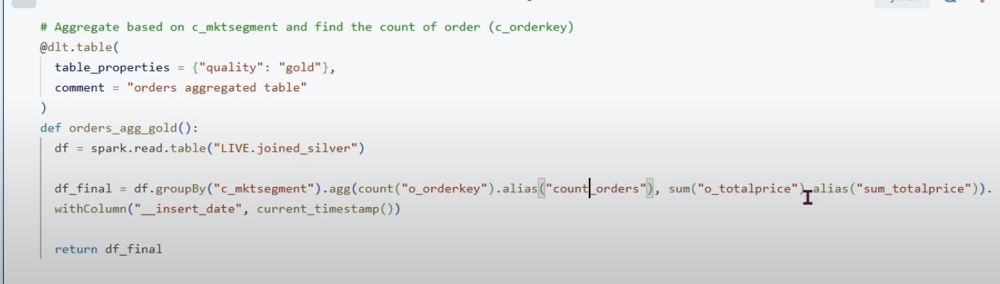 # Aggregate based on c_mktsegment and find the count of order (c_orderkey)
@dlt.table(
table_properties = {"quality": "gold"},
comment = "orders aggregated table"
)
def orders_agg_gold():
df = spark.read.table("LIVE.joined_silver")
df_final = df.groupBy("c_mktsegment").agg(count("o_orderkey").alias("count_orders"), sum("o_totalprice").alias("sum_totalprice")).
withColumn("__insert_date", current_timestamp())
return df_final